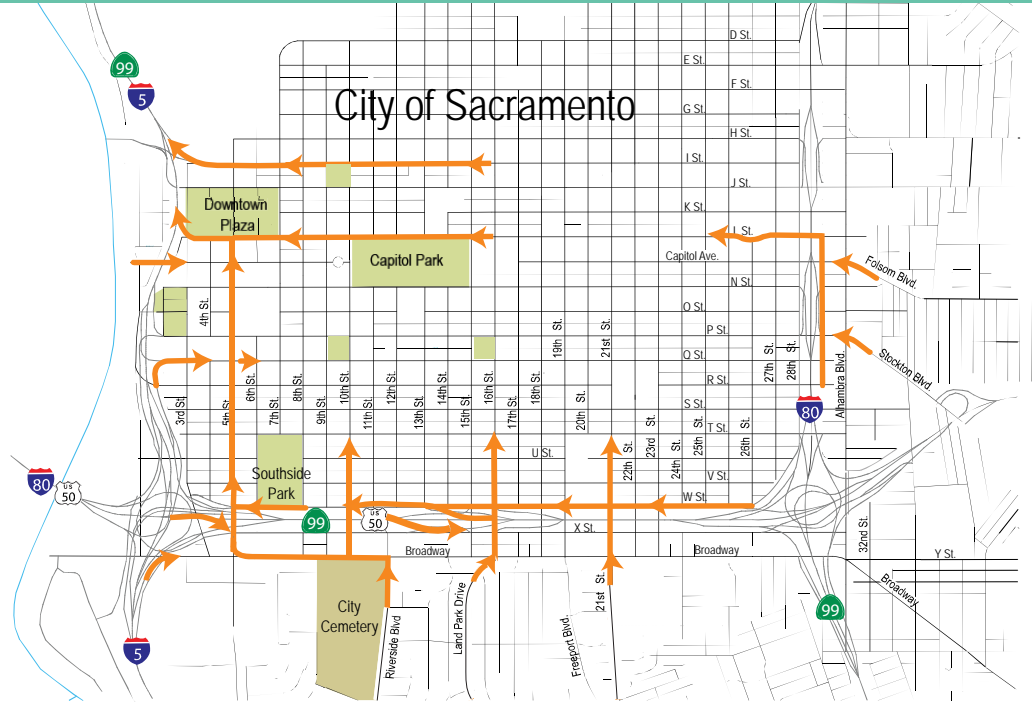 D St.
E St.
99
F St.
5
City of Sacramento
G St.
H St.
I St.
J St.
Downtown
Plaza
K St.
L St.
Capitol Park
Capitol Ave.
Folsom Blvd.
N St.
4th St.
O St.
P St.
19th St.
21st St.
Q St.
27th St.
28th St.
Stockton Blvd.
R St.
Alhambra Blvd.
3rd St.
5th St.
6th St.
7th St.
8th St.
9th St.
10th St.
11th St.
12th St.
13th St.
14th St.
15th St.
16th St.
17th St.
18th St.
20th St.
S St.
80
T St.
22th St.
23rd St.
24th St.
25th St.
26th St.
U St.
Southside
Park
V St.
80
US
50
W St.
99
US
50
X St.
32nd St.
Broadway
Broadway
Y St.
Broadway
City
Cemetery
Riverside Blvd
Land Park Drive
Freeport Blvd.
21st St.
99
5